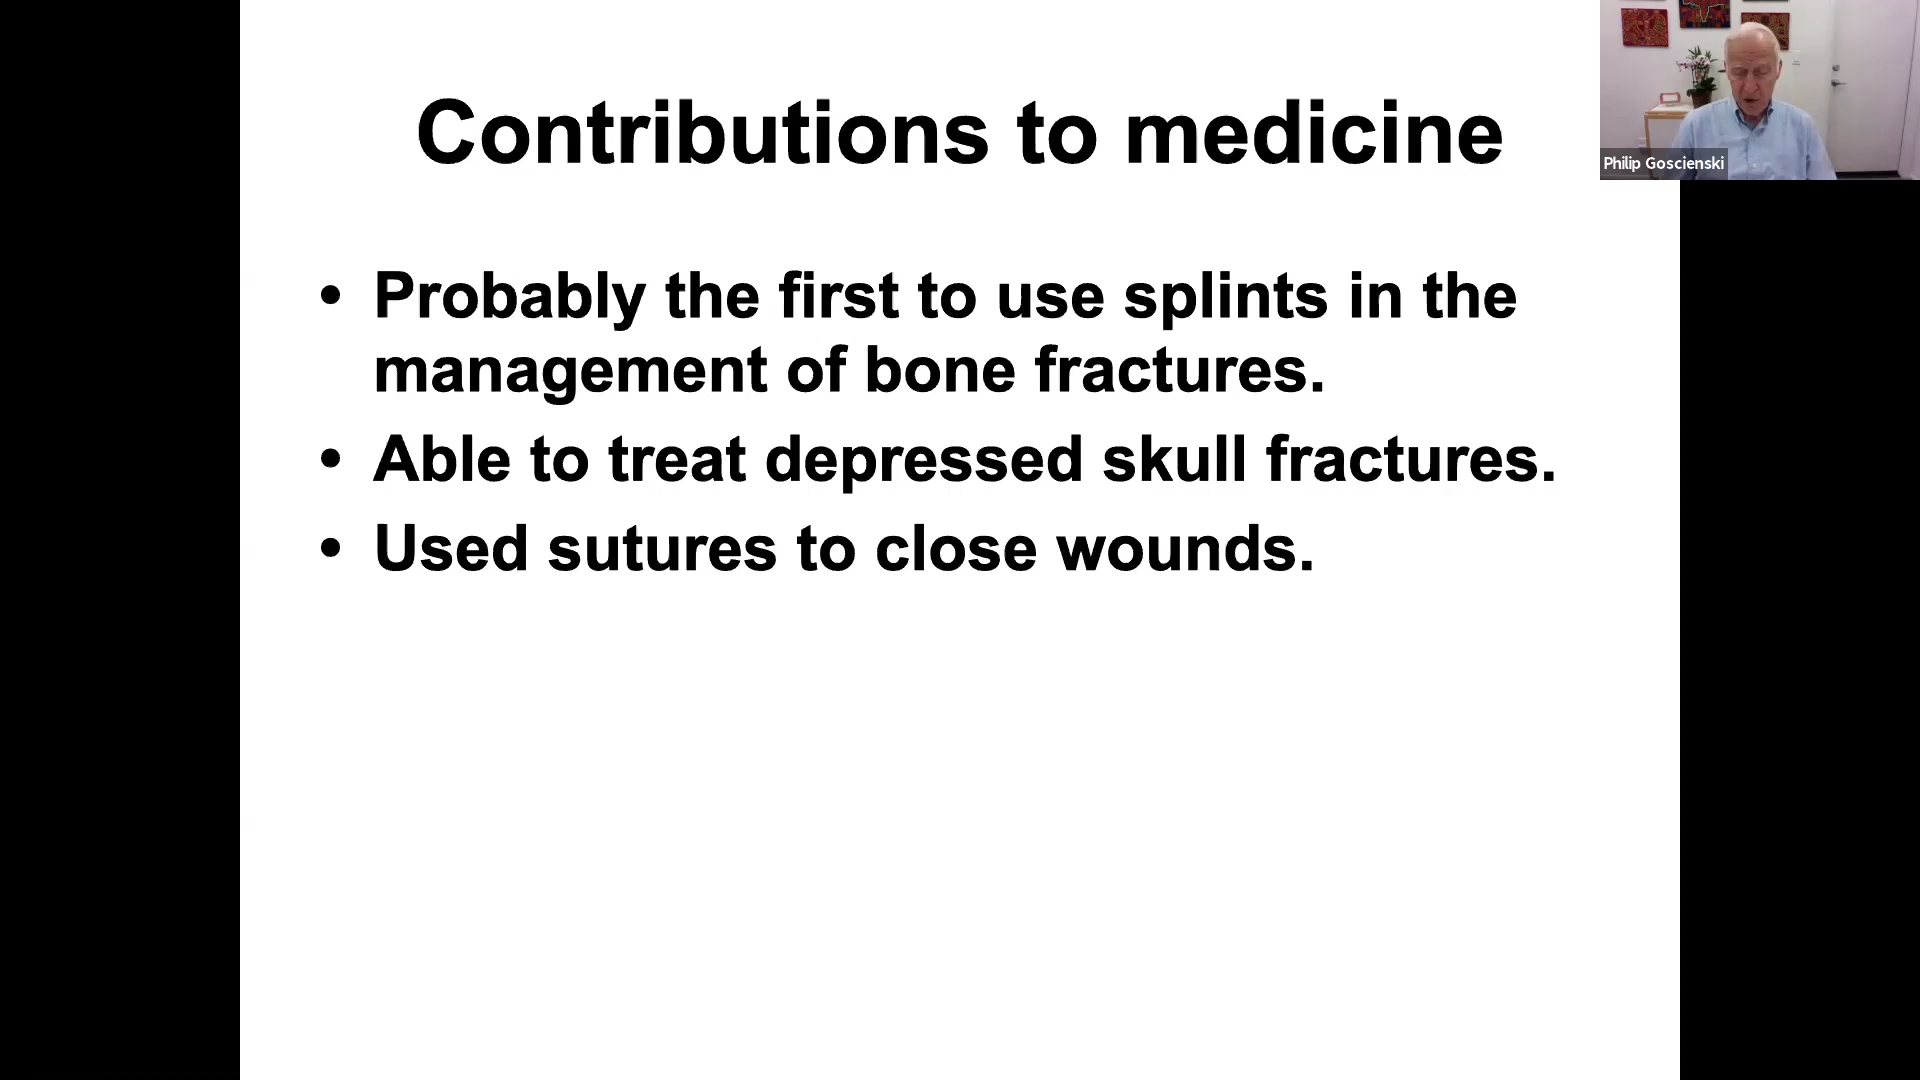 Contributions to medicine
Philip Goscienski
• Probably the first to use splints in the
management of bone fractures.
• Able to treat depressed skull fractures.
• Used sutures to close wounds.